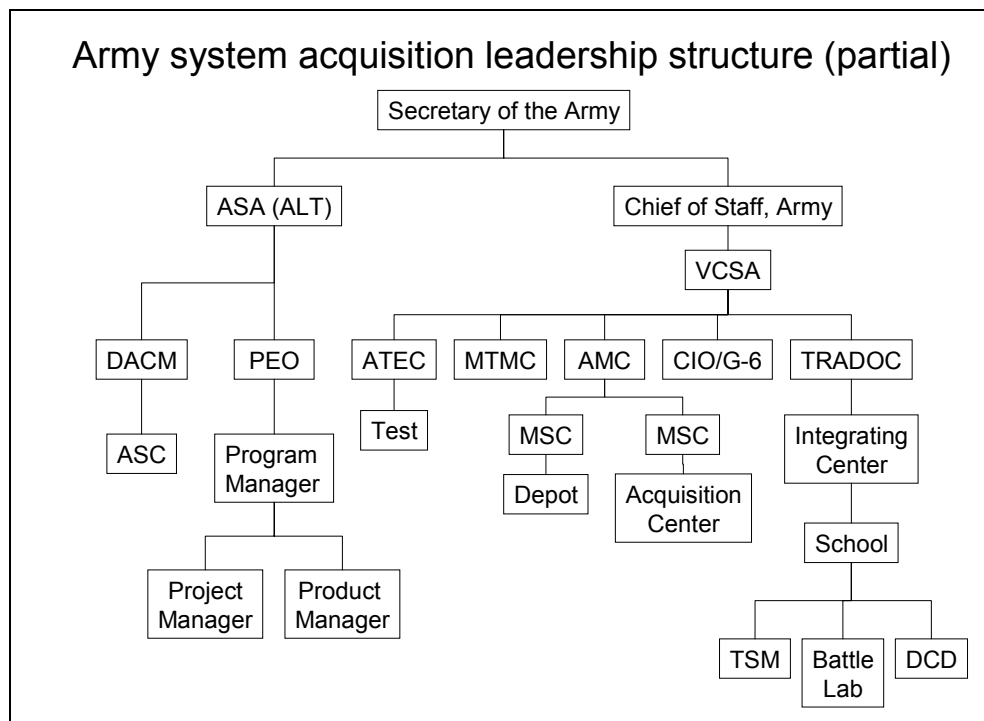 Army system acquisition leadership structure (partial)
Secretary of the Army
ASA (ALT)
Chief of Staff, Army
VCSA
DACM
PEO
ATEC
MTMC
AMC
CIO/G-6
TRADOC
ASC
Program
Manager
Test
MSC
MSC
Integrating
Center
Depot
Acquisition
Center
School
Project
Manager
Product
Manager
TSM
Battle
Lab
DCD